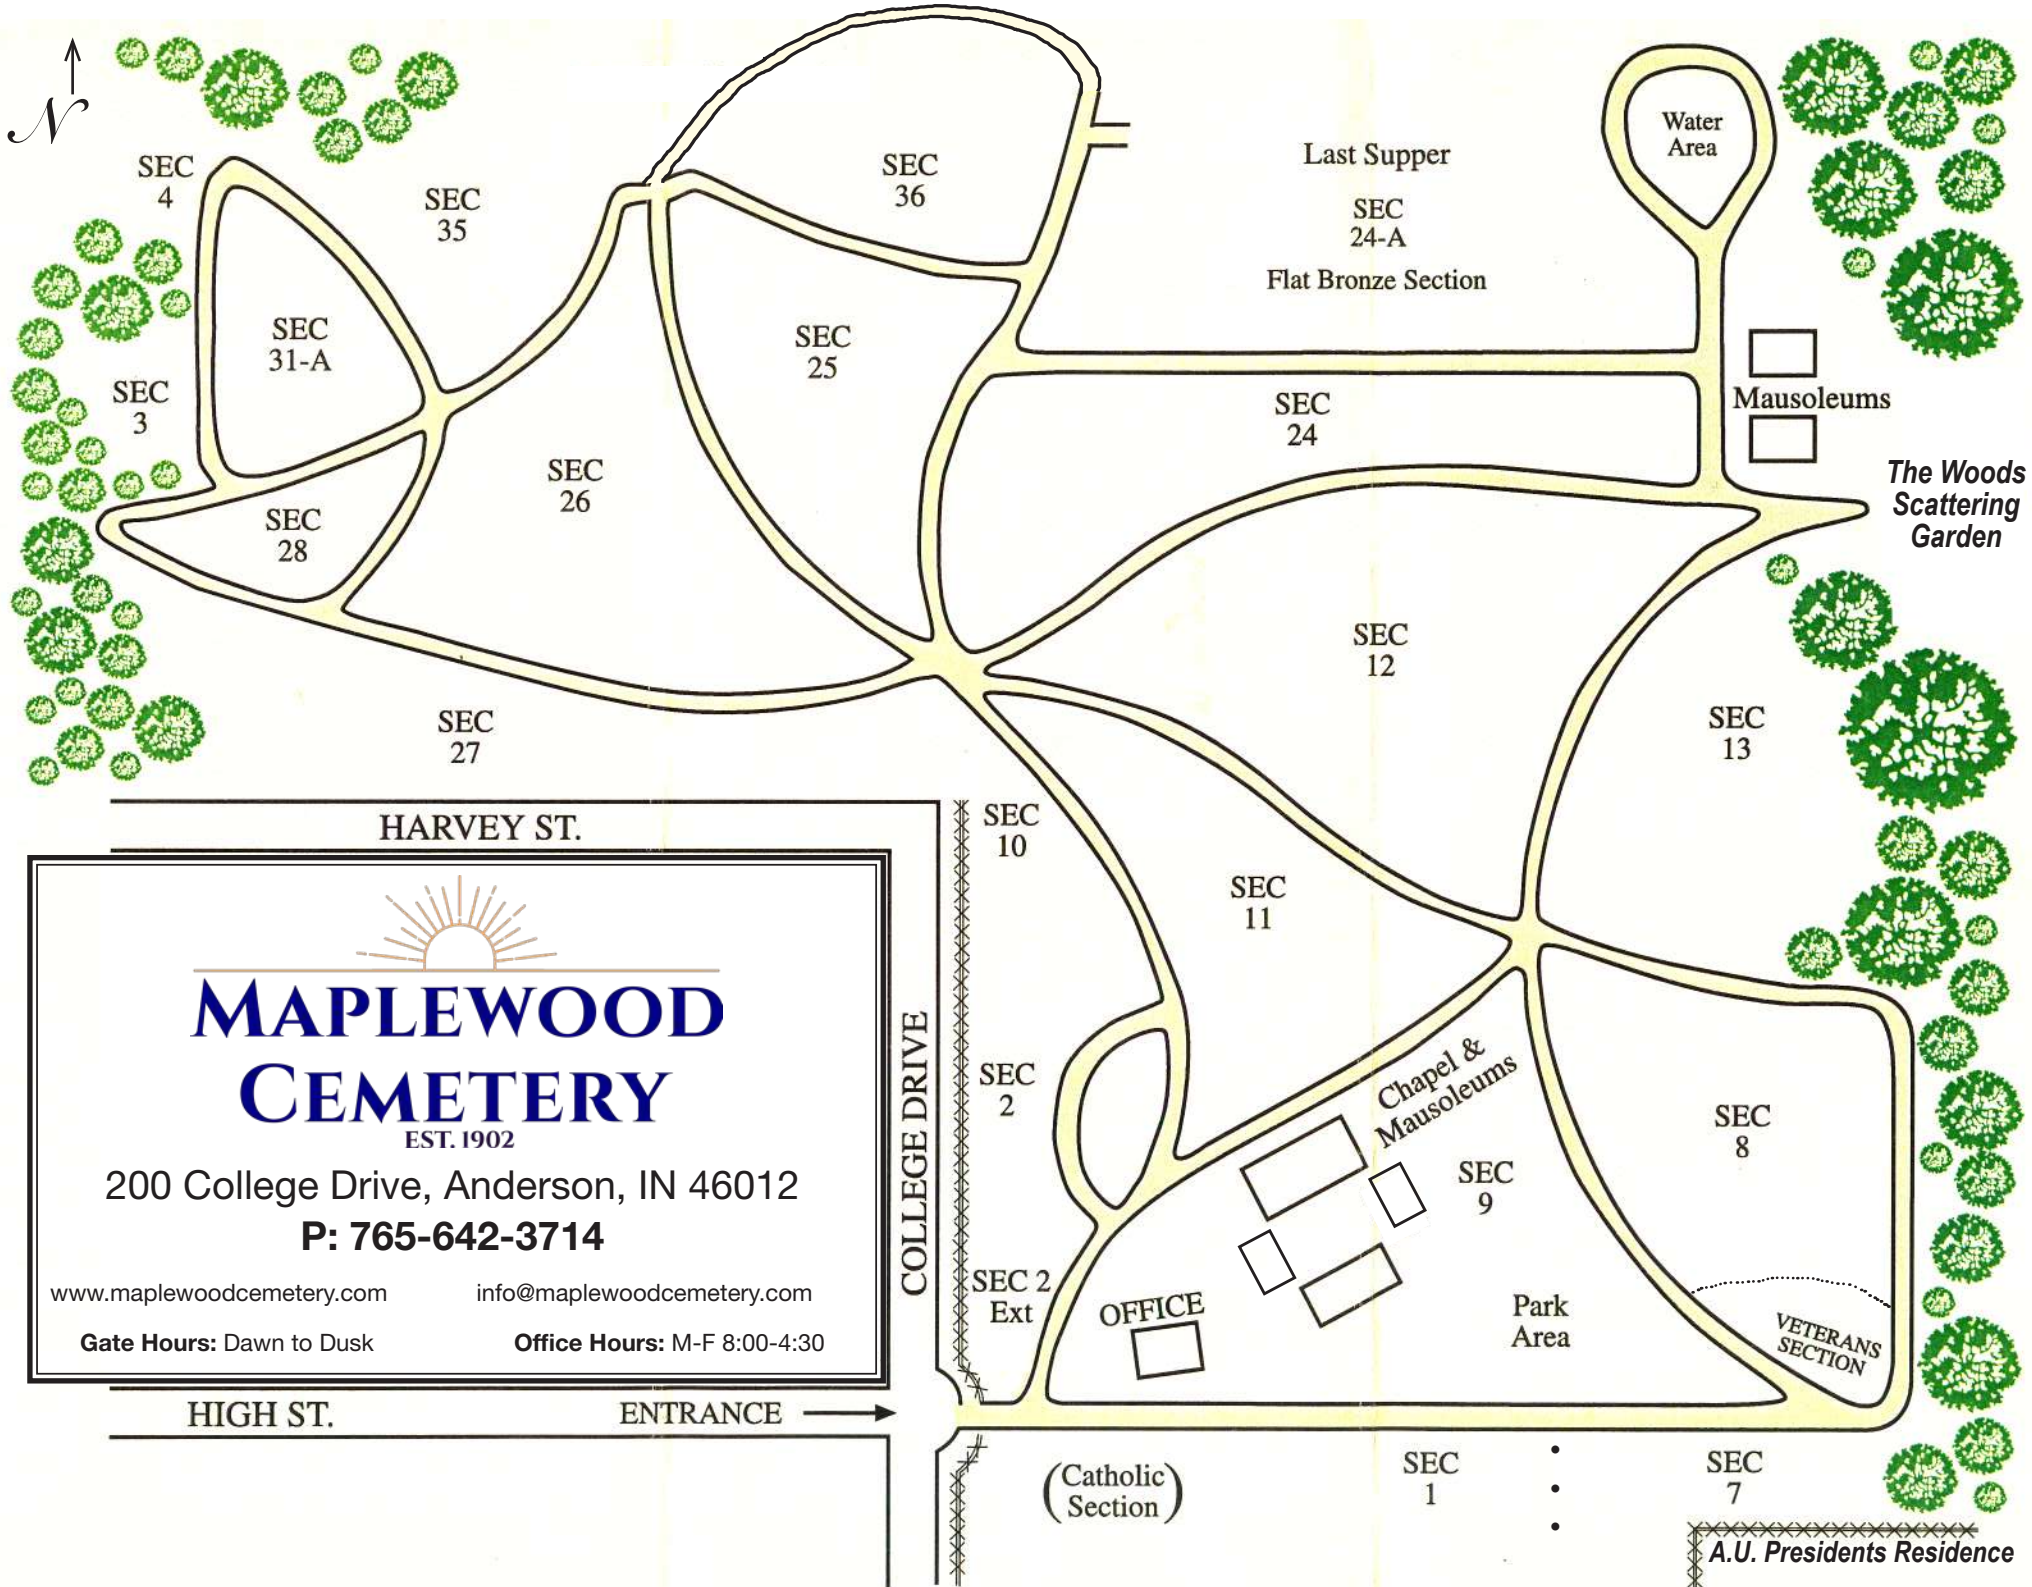 N
SEC
4
SEC
35
SEC
36
Last Supper
SEC
24-A
Flat Bronze Section
Water
Area
SEC
31-A
SEC
3
SEC
25
SEC
24
Mausoleums
The Woods
Scattering
Garden
SEC
28
SEC
26
SEC
12
SEC
13
SEC
27
HARVEY ST.
SEC
10
SEC
11
MAPLEWOOD
CEMETERY
EST. 1902
200 College Drive, Anderson, IN 46012
P: 765-642-3714
www.maplewoodcemetery.com info@maplewoodcemetery.com
Gate Hours: Dawn to Dusk Office Hours: M-F 8:00-4:30
COLLEGE DRIVE
SEC
2
Chapel &
Mausoleums
SEC
9
SEC
8
SEC 2
Ext
OFFICE
Park
Area
VETERANS
SECTION
HIGH ST.
ENTRANCE
(Catholic
Section)
SEC
1
SEC
7
A.U. Presidents Residence